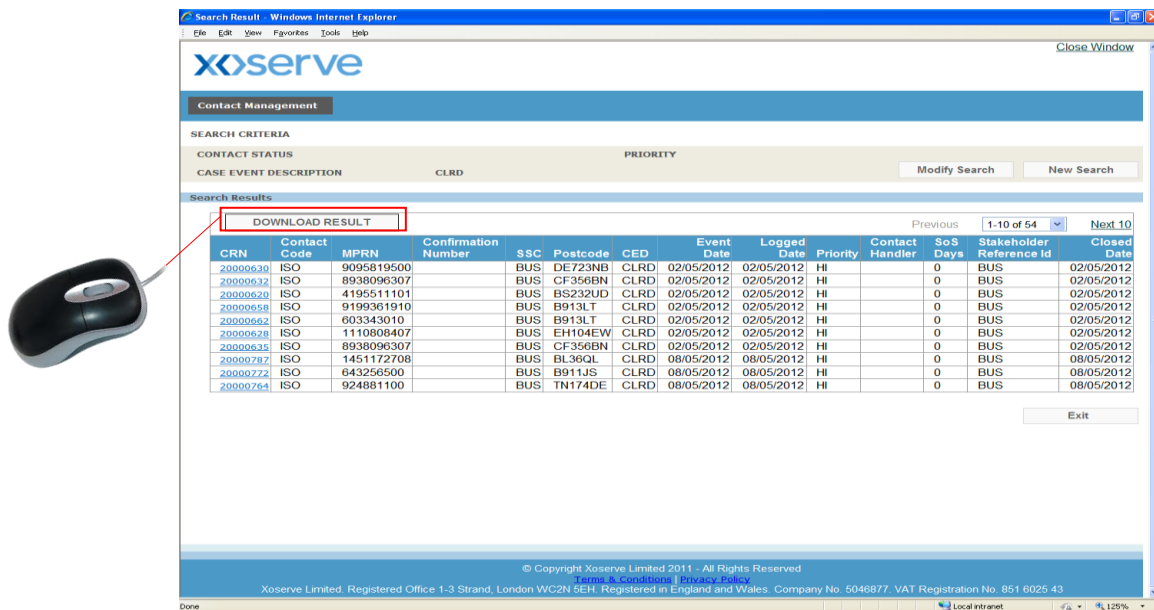 Search Result - Windows Internet Explorer
File Edit View Favorites Tools Help
Close Window
xoserve
Contact Management
SEARCH CRITERIA
CONTACT STATUS PRIORITY
CASE EVENT DESCRIPTION CLRD Modify Search New Search
Search Results
DOWNLOAD RESULT Previous 1-10 of 54 Next 10
CRN Contact Code MPRN Confirmation Number SSC Postcode CED Event Date Logged Date Priority Contact Handler SoS Days Stakeholder Reference Id Closed Date
20000630 ISO 9095819500 BUS DE723NB CLRD 02/05/2012 02/05/2012 HI 0 BUS 02/05/2012
20000632 ISO 8938096307 BUS CF356BN CLRD 02/05/2012 02/05/2012 HI 0 BUS 02/05/2012
20000620 ISO 4195511101 BUS BS232UD CLRD 02/05/2012 02/05/2012 HI 0 BUS 02/05/2012
20000658 ISO 9199361910 BUS B913LT CLRD 02/05/2012 02/05/2012 HI 0 BUS 02/05/2012
20000662 ISO 603343010 BUS B913LT CLRD 02/05/2012 02/05/2012 HI 0 BUS 02/05/2012
20000628 ISO 1110808407 BUS EH104EW CLRD 02/05/2012 02/05/2012 HI 0 BUS 02/05/2012
20000635 ISO 8938096307 BUS CF356BN CLRD 02/05/2012 02/05/2012 HI 0 BUS 02/05/2012
20000787 ISO 1451172708 BUS BL36QL CLRD 08/05/2012 08/05/2012 HI 0 BUS 08/05/2012
20000772 ISO 643256500 BUS B911JS CLRD 08/05/2012 08/05/2012 HI 0 BUS 08/05/2012
20000764 ISO 924881100 BUS TN174DE CLRD 08/05/2012 08/05/2012 HI 0 BUS 08/05/2012
Exit
© Copyright Xoserve Limited 2011 - All Rights Reserved
Terms & Conditions | Privacy Policy
Xoserve Limited. Registered Office 1-3 Strand, London WC2N 5EH. Registered in England and Wales. Company No. 5046877. VAT Registration No. 851 6025 43
Done Local intranet 125%